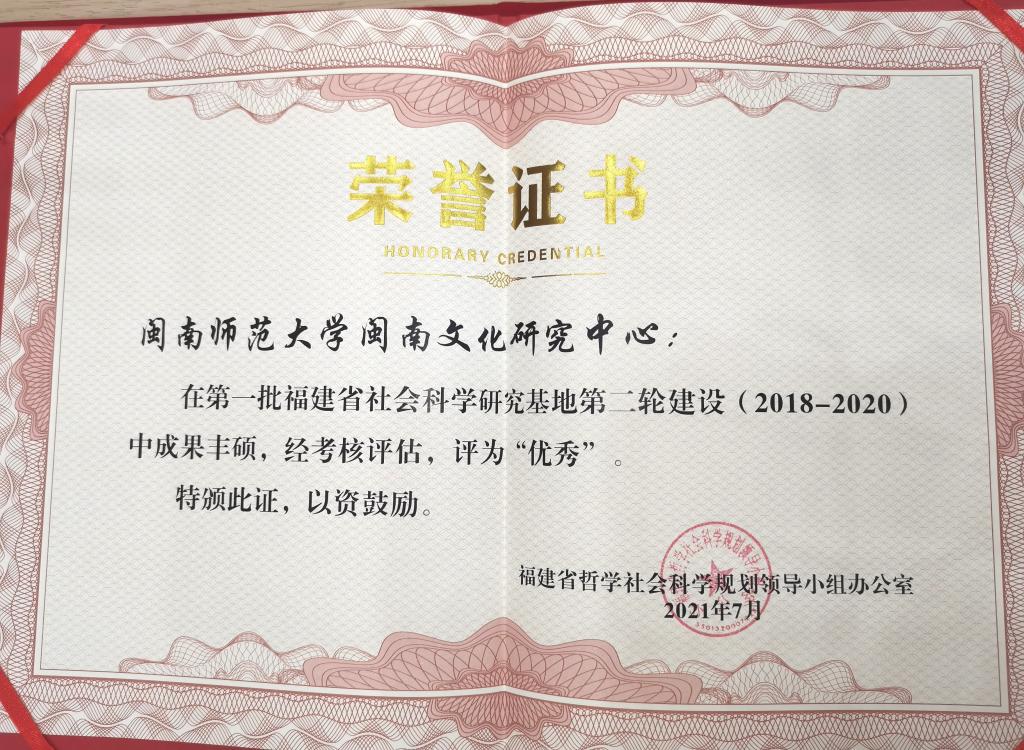 荣誉证书
HONORARY CREDENTIAL
闽南师范大学闽南文化研究中心：
在第一批福建省社会科学研究基地第二轮建设（2018-2020）
中成果丰硕，经考核评估，评为“优秀”。
特颁此证，以资鼓励。
福建省哲学社会科学规划领导小组办公室
2021年7月